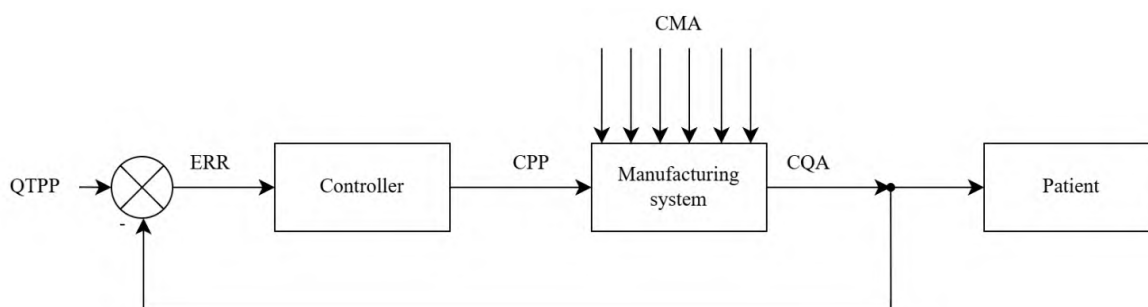 CMA
QTPP
ERR
Controller
CPP
Manufacturing
system
CQA
Patient
-